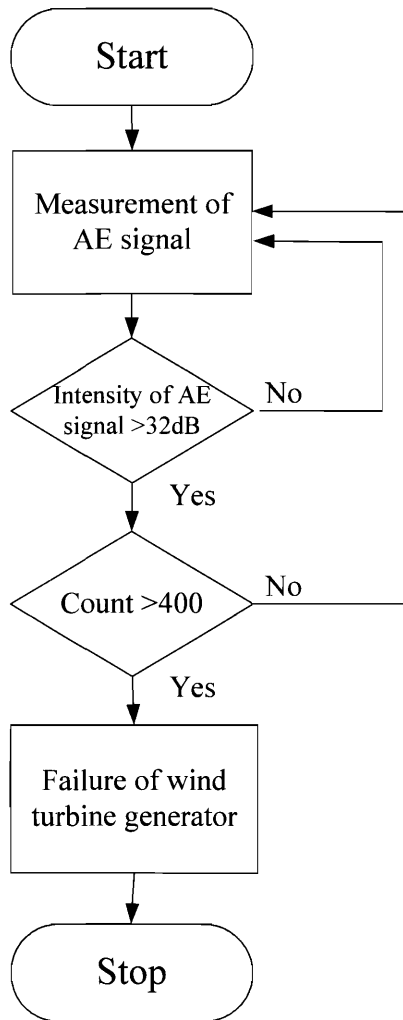 Start
Measurement of
AE signal
Intensity of AE
signal >32dB
No
Yes
Count >400
No
Yes
Failure of wind
turbine generator
Stop